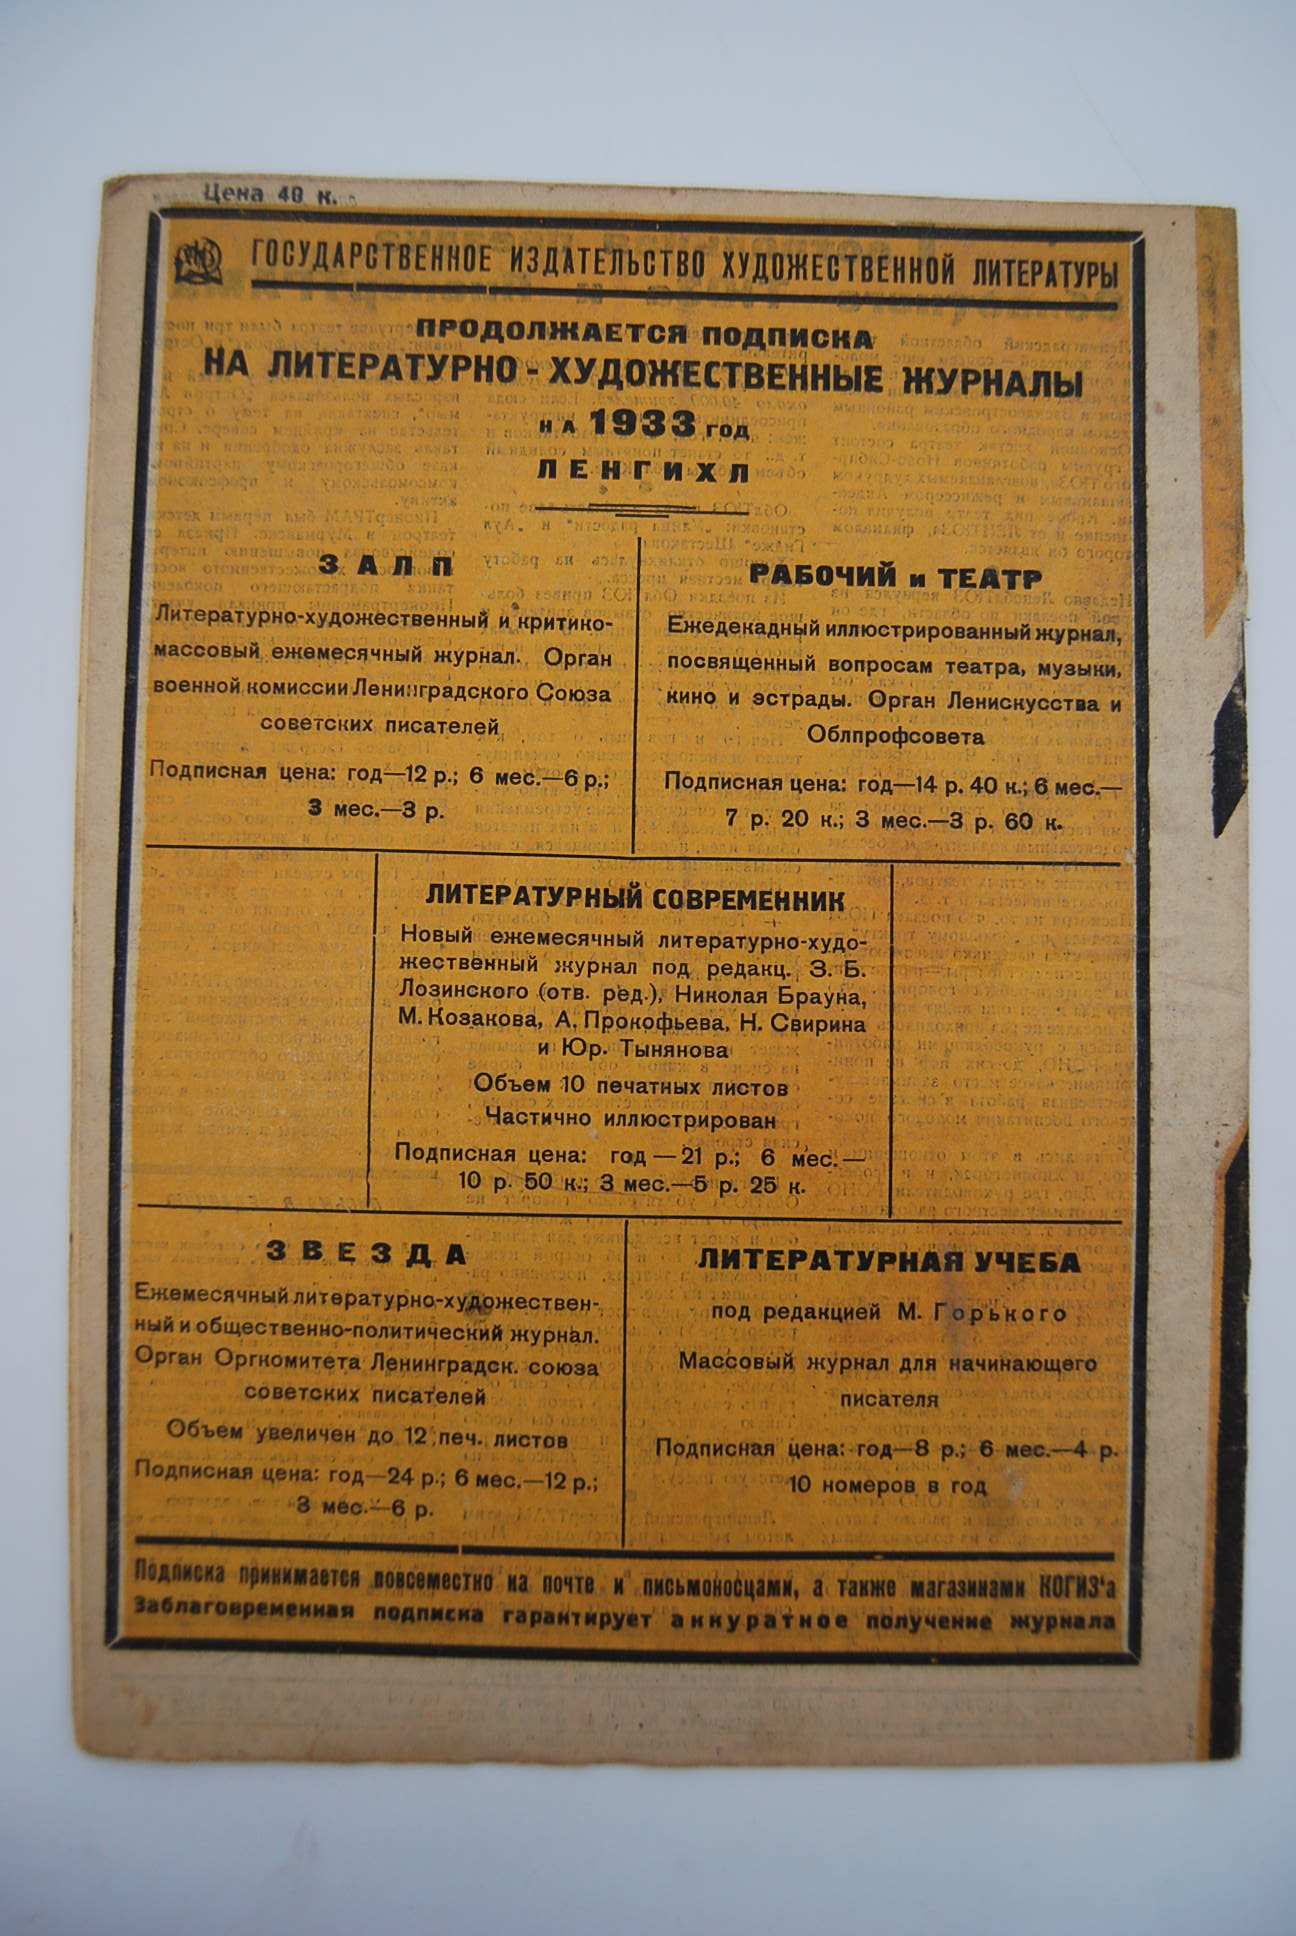 Цена 40 к.
ГОСУДАРСТВЕННОЕ ИЗДАТЕЛЬСТВО ХУДОЖЕСТВЕННОЙ ЛИТЕРАТУРЫ
ПРОДОЛЖАЕТСЯ ПОДПИСКА
НА ЛИТЕРАТУРНО-ХУДОЖЕСТВЕННЫЕ ЖУРНАЛЫ
НА 1933 ГОД
ЛЕНГИХЛ
ЗАЛП
Литературно-художественный и критико-
массовый ежемесячный журнал. Орган
военной комиссии Ленинградского Союза
советских писателей
Подписная цена: год—12 р.; 6 мес.—6 р.;
3 мес.—3 р.
РАБОЧИЙ и ТЕАТР
Ежедекадный иллюстрированный журнал,
посвященный вопросам театра, музыки,
кино и эстрады. Орган Ленискусства и
Облпрофсовета
Подписная цена: год—14 р. 40 к.; 6 мес.—
7 р. 20 к.; 3 мес.—3 р. 60 к.
ЛИТЕРАТУРНЫЙ СОВРЕМЕННИК
Новый ежемесячный литературно-худо-
жественный журнал под редакц. З. Б.
Лозинского (отв. ред.), Николая Брауна,
М. Козакова, А. Прокофьева, Н. Свирина
и Юр. Тынянова
Объем 10 печатных листов
Частично иллюстрирован
Подписная цена: год—21 р.; 6 мес.—
10 р. 50 к.; 3 мес.—5 р. 25 к.
ЗВЕЗДА
Ежемесячный литературно-художествен-
ный и общественно-политический журнал.
Орган Оргкомитета Ленинградск. союза
советских писателей
Объем увеличен до 12 печ. листов
Подписная цена: год—24 р.; 6 мес.—12 р.;
3 мес.—6 р.
ЛИТЕРАТУРНАЯ УЧЕБА
под редакцией М. Горького
Массовый журнал для начинающего
писателя
Подписная цена: год—8 р.; 6 мес.—4 р.
10 номеров в год
Подписка принимается повсеместно на почте и письмоносцами, а также магазинами КОГИЗ'а
Заблаговременная подписка гарантирует аккуратное получение журнала